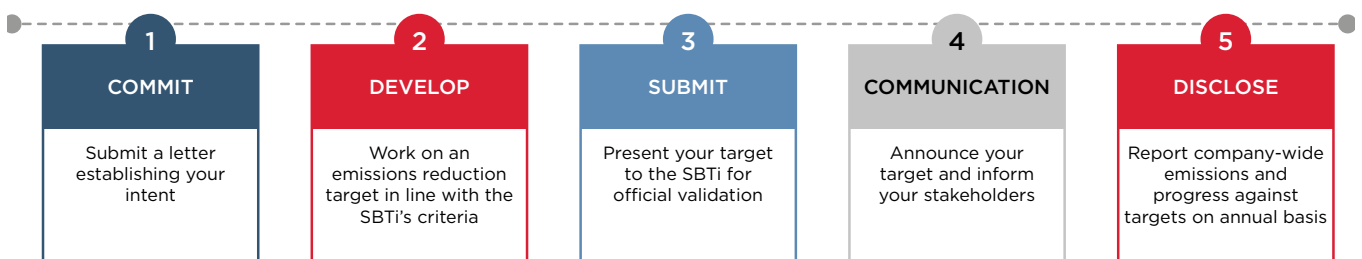 1
COMMIT
Submit a letter
establishing your
intent
2
DEVELOP
Work on an
emissions reduction
target in line with the
SBTi's criteria
3
SUBMIT
Present your target
to the SBTi for
official validation
4
COMMUNICATION
Announce your
target and inform
your stakeholders
5
DISCLOSE
Report company-wide
emissions and
progress against
targets on annual basis